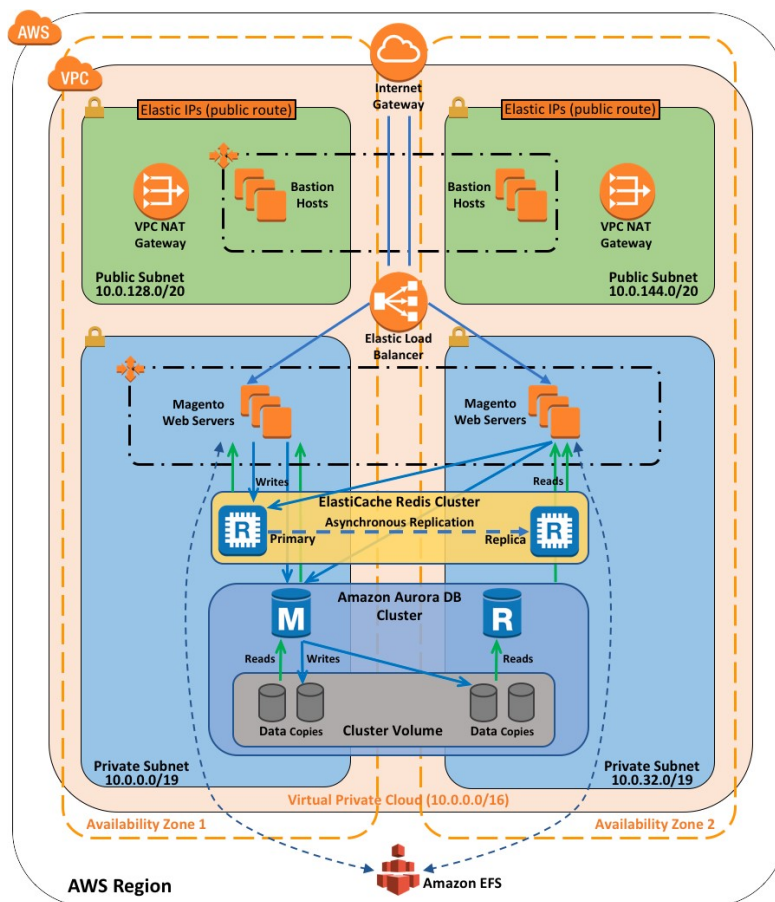 AWS
VPC
Internet
Gateway
Elastic IPs (public route)
Elastic IPs (public route)
VPC NAT
Gateway
Bastion
Hosts
Bastion
Hosts
VPC NAT
Gateway
Public Subnet
10.0.128.0/20
Public Subnet
10.0.144.0/20
Elastic Load
Balancer
Magento
Web Servers
Magento
Web Servers
Writes
Reads
ElastiCache Redis Cluster
Asynchronous Replication
R
Primary
Replica
R
Amazon Aurora DB
Cluster
M
R
Reads
Writes
Reads
Data Copies
Cluster Volume
Data Copies
Private Subnet
10.0.0.0/19
Private Subnet
10.0.32.0/19
Virtual Private Cloud (10.0.0.0/16)
Availability Zone 1
Availability Zone 2
AWS Region
Amazon EFS